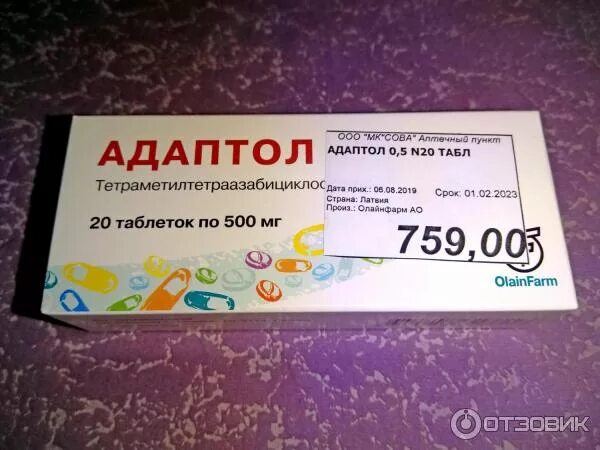 АДАПТОЛ
Тетраметилтетраазабициклоо
20 таблеток по 500 мг
ООО "МК"СОВА" Аптечный пункт
АДАПТОЛ 0,5 N20 ТАБЛ
Дата прих.: 06.08.2019 Срок: 01.02.2023
Страна: Латвия
Произ.: Олайнфарм АО
759,00
OlainFarm
ОТЗОВИК